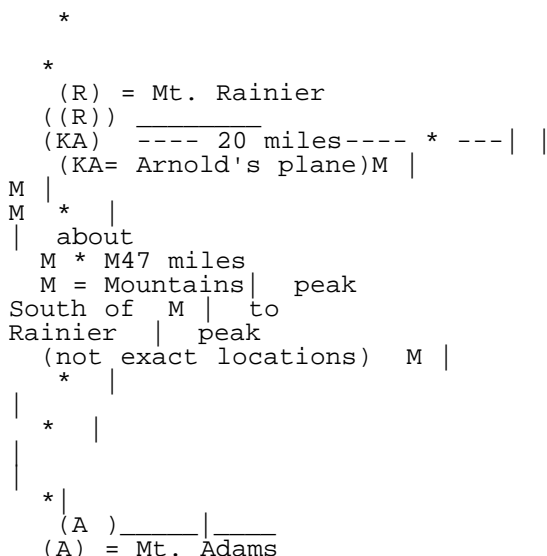 *
*
(R) = Mt. Rainier
((R)) ________
(KA) ---- 20 miles---- * ---| |
(KA= Arnold's plane)M |
M |
M * |
| about
M * M47 miles
M = Mountains| peak
South of M | to
Rainier | peak
(not exact locations) M |
* |
|
* |
|
|
*|
(A )_____|____
(A) = Mt. Adams